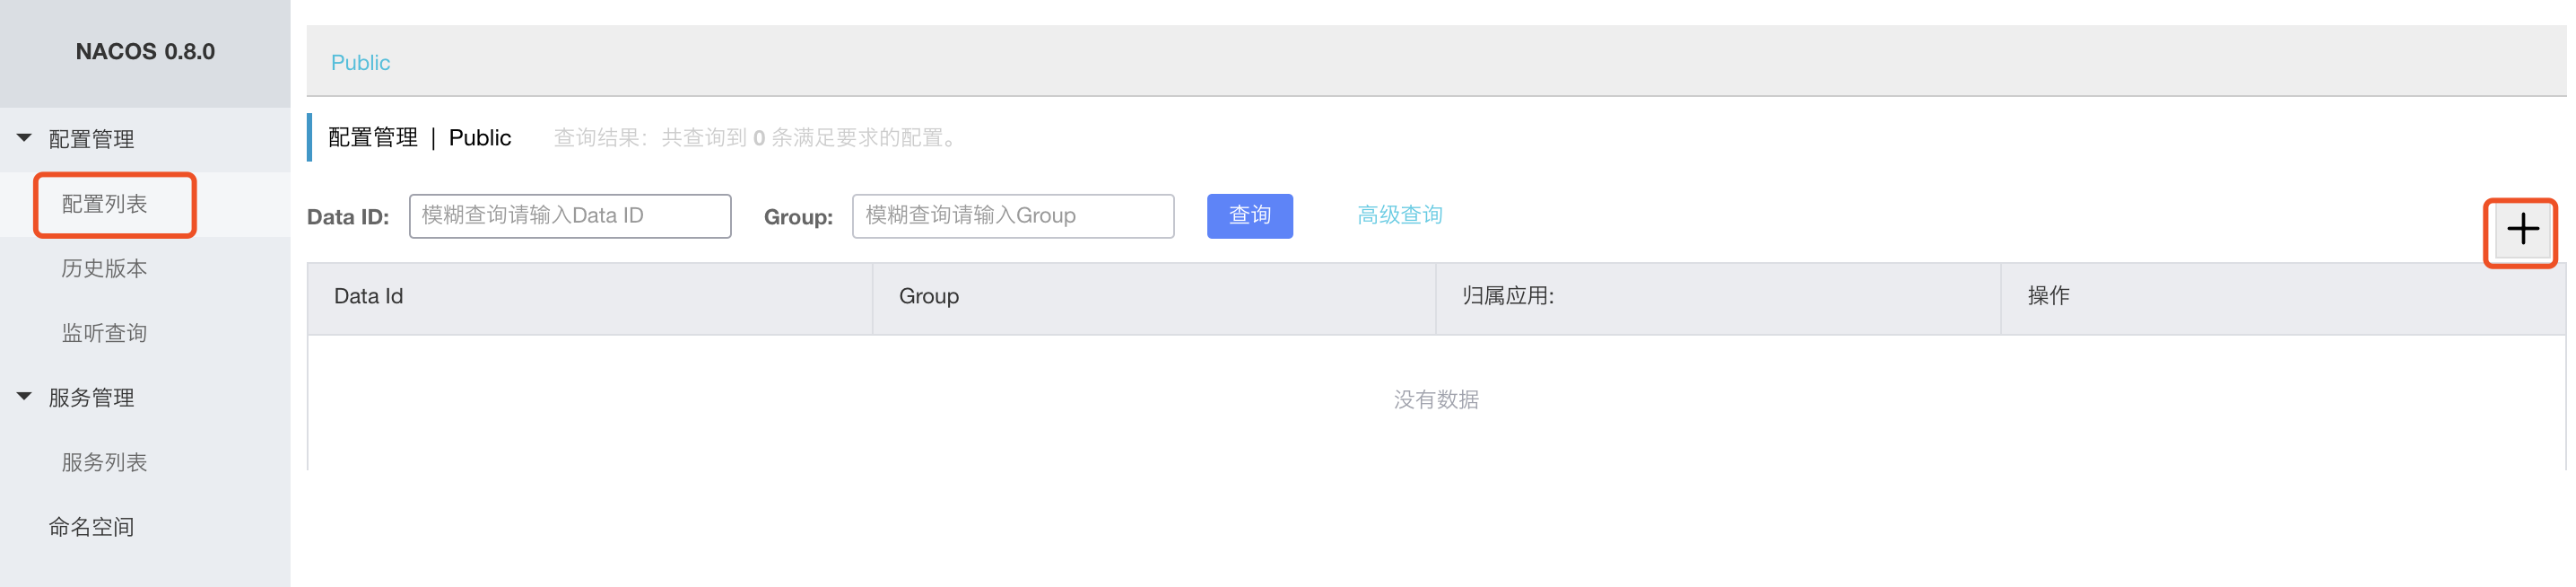 NACOS 0.8.0
配置管理
配置列表
历史版本
监听查询
服务管理
服务列表
命名空间
Public
配置管理 | Public 查询结果：共查询到 0 条满足要求的配置。
Data ID: 模糊查询请输入Data ID Group: 模糊查询请输入Group 查询 高级查询
Data Id Group 归属应用: 操作
没有数据